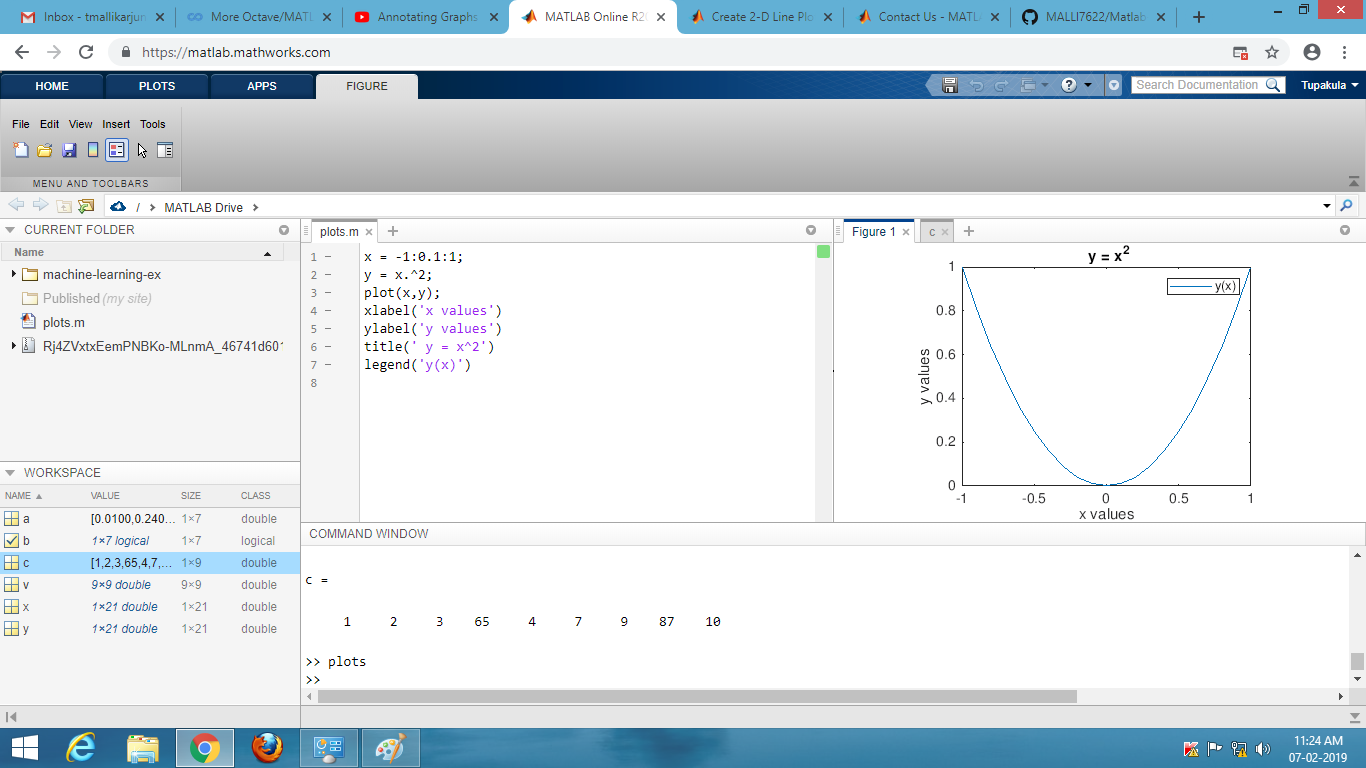 Inbox - tmallikarjun
More Octave/MATL
Annotating Graphs
MATLAB Online R20
Create 2-D Line Plo
Contact Us - MATLA
MALLI7622/Matlab
https://matlab.mathworks.com
HOME PLOTS APPS FIGURE
Search Documentation
Tupakula
File Edit View Insert Tools
MENU AND TOOLBARS
/ MATLAB Drive
CURRENT FOLDER
Name
machine-learning-ex
Published (my site)
plots.m
Rj4ZVxtxEemPNBKo-MLnmA_46741d601
WORKSPACE
NAME VALUE SIZE CLASS
a [0.0100,0.240... 1×7 double
b 1×7 logical 1×7 logical
c [1,2,3,65,4,7,... 1×9 double
v 9×9 double 9×9 double
x 1×21 double 1×21 double
y 1×21 double 1×21 double
plots.m
1 – x = -1:0.1:1;
2 – y = x.^2;
3 – plot(x,y);
4 – xlabel('x values')
5 – ylabel('y values')
6 – title(' y = x^2')
7 – legend('y(x)')
8
Figure 1 c
y = x²
y(x)
1
0.8
0.6
0.4
0.2
0
y values
-1 -0.5 0 0.5 1
x values
COMMAND WINDOW
c =
1 2 3 65 4 7 9 87 10
>> plots
>>
11:24 AM
07-02-2019